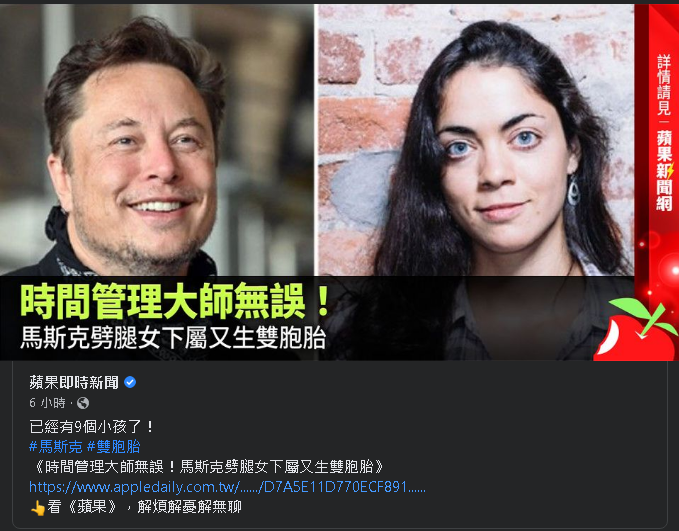 詳情請見—蘋果新聞網
時間管理大師無誤！
馬斯克劈腿女下屬又生雙胞胎
蘋果即時新聞
6 小時 ·
已經有9個小孩了！
#馬斯克 #雙胞胎
《時間管理大師無誤！馬斯克劈腿女下屬又生雙胞胎》
https://www.appledaily.com.tw/....../D7A5E11D770ECF891......
👆看《蘋果》，解煩解憂解無聊